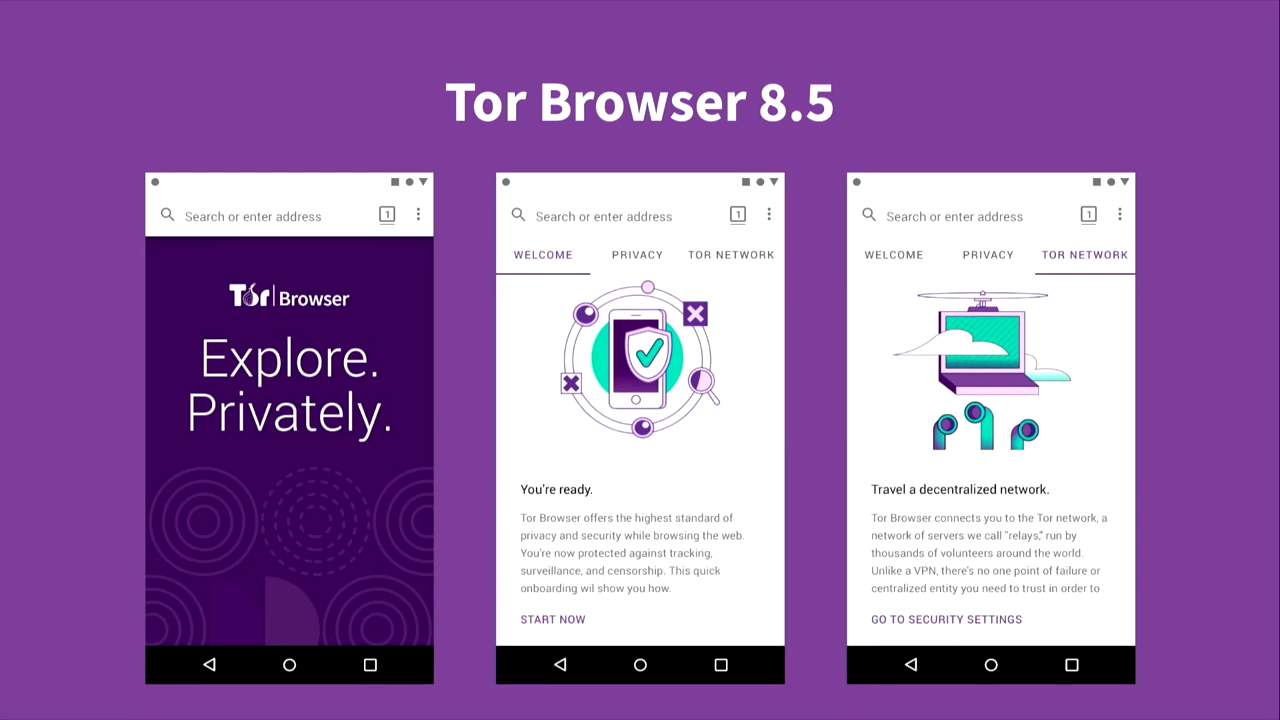 Tor Browser 8.5
1
Search or enter address
Tor Browser
Explore.
Privately.
1
Search or enter address
WELCOME PRIVACY TOR NETWORK
You're ready.
Tor Browser offers the highest standard of
privacy and security while browsing the web.
You're now protected against tracking,
surveillance, and censorship. This quick
onboarding wil show you how.
START NOW
1
Search or enter address
WELCOME PRIVACY TOR NETWORK
Travel a decentralized network.
Tor Browser connects you to the Tor network, a
network of servers we call "relays," run by
thousands of volunteers around the world.
Unlike a VPN, there's no one point of failure or
centralized entity you need to trust in order to
GO TO SECURITY SETTINGS